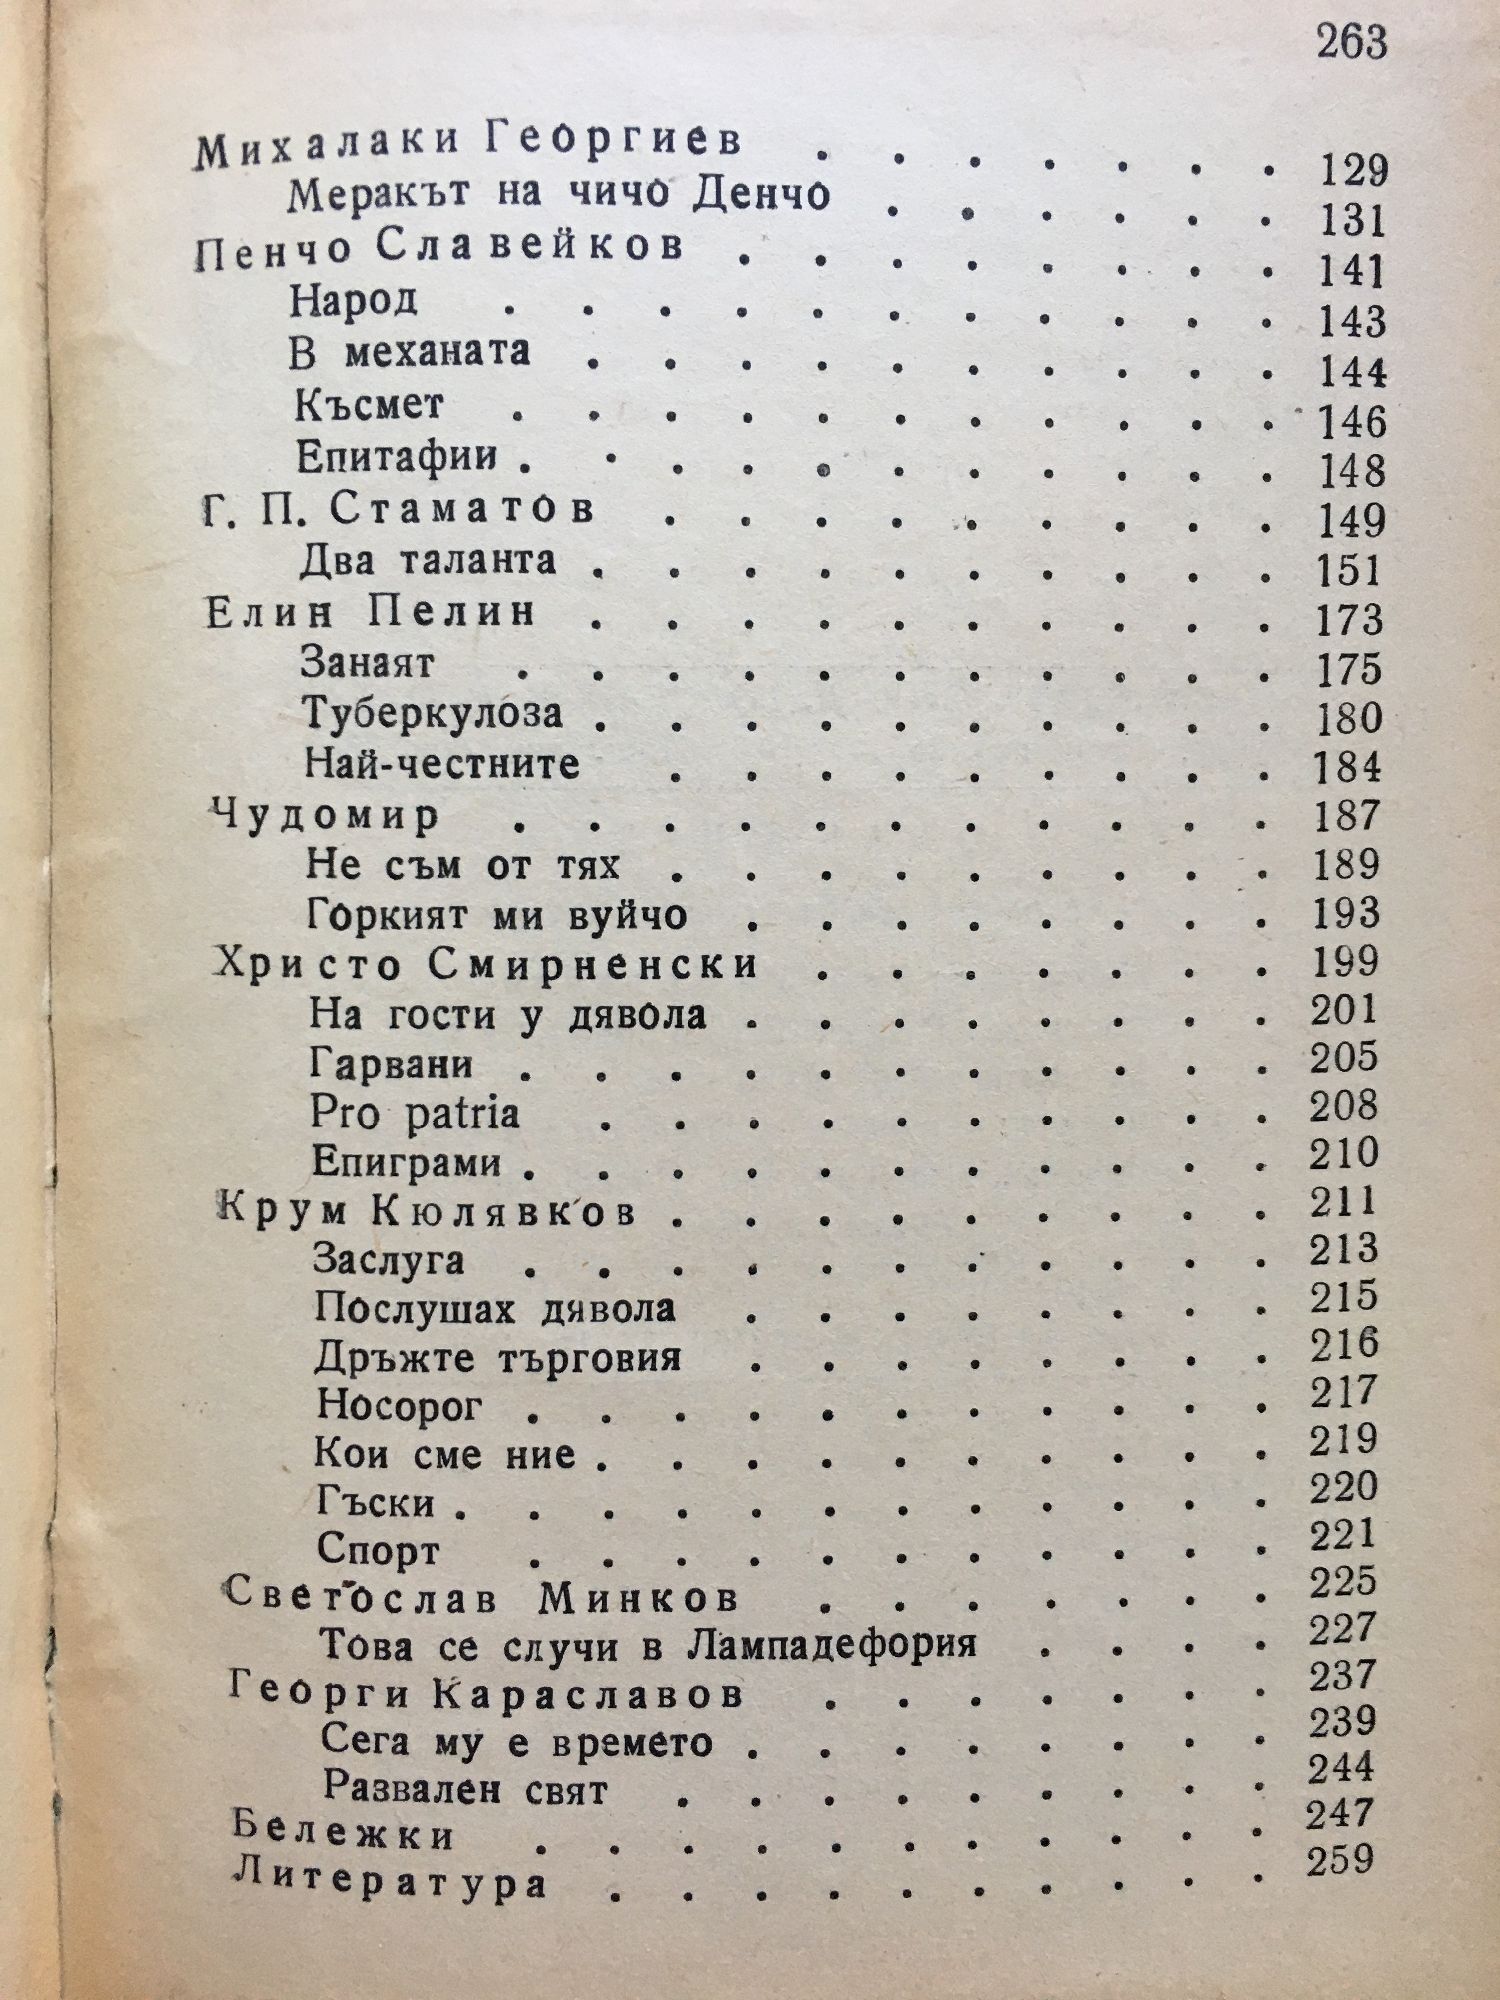 263
Михалаки Георгиев . . . . . . . 129
Меракът на чичо Денчо . . . . . . 131
Пенчо Славейков . . . . . . . . 141
Народ . . . . . . . . . . . 143
В механата . . . . . . . . . . 144
Късмет . . . . . . . . . . . 146
Епитафии . . . . . . . . . . . 148
Г. П. Стаматов . . . . . . . . . 149
Два таланта . . . . . . . . . . 151
Елин Пелин . . . . . . . . . . 173
Занаят . . . . . . . . . . . 175
Туберкулоза . . . . . . . . . . 180
Най-честните . . . . . . . . . 184
Чудомир . . . . . . . . . . . 187
Не съм от тях . . . . . . . . . 189
Горкият ми вуйчо . . . . . . . . 193
Христо Смирненски . . . . . . . 199
На гости у дявола . . . . . . . . 201
Гарвани . . . . . . . . . . . 205
Pro patria . . . . . . . . . . 208
Епиграми . . . . . . . . . . . 210
Крум Кюлявков . . . . . . . . . 211
Заслуга . . . . . . . . . . . 213
Послушах дявола . . . . . . . . 215
Дръжте търговия . . . . . . . . 216
Носорог . . . . . . . . . . . 217
Кои сме ние . . . . . . . . . . 219
Гъски . . . . . . . . . . . . 220
Спорт . . . . . . . . . . . 221
Светослав Минков . . . . . . . 225
Това се случи в Лампадефория . . . . 227
Георги Караславов . . . . . . . 237
Сега му е времето . . . . . . . . 239
Развален свят . . . . . . . . . 244
Бележки . . . . . . . . . . . 247
Литература . . . . . . . . . . 259